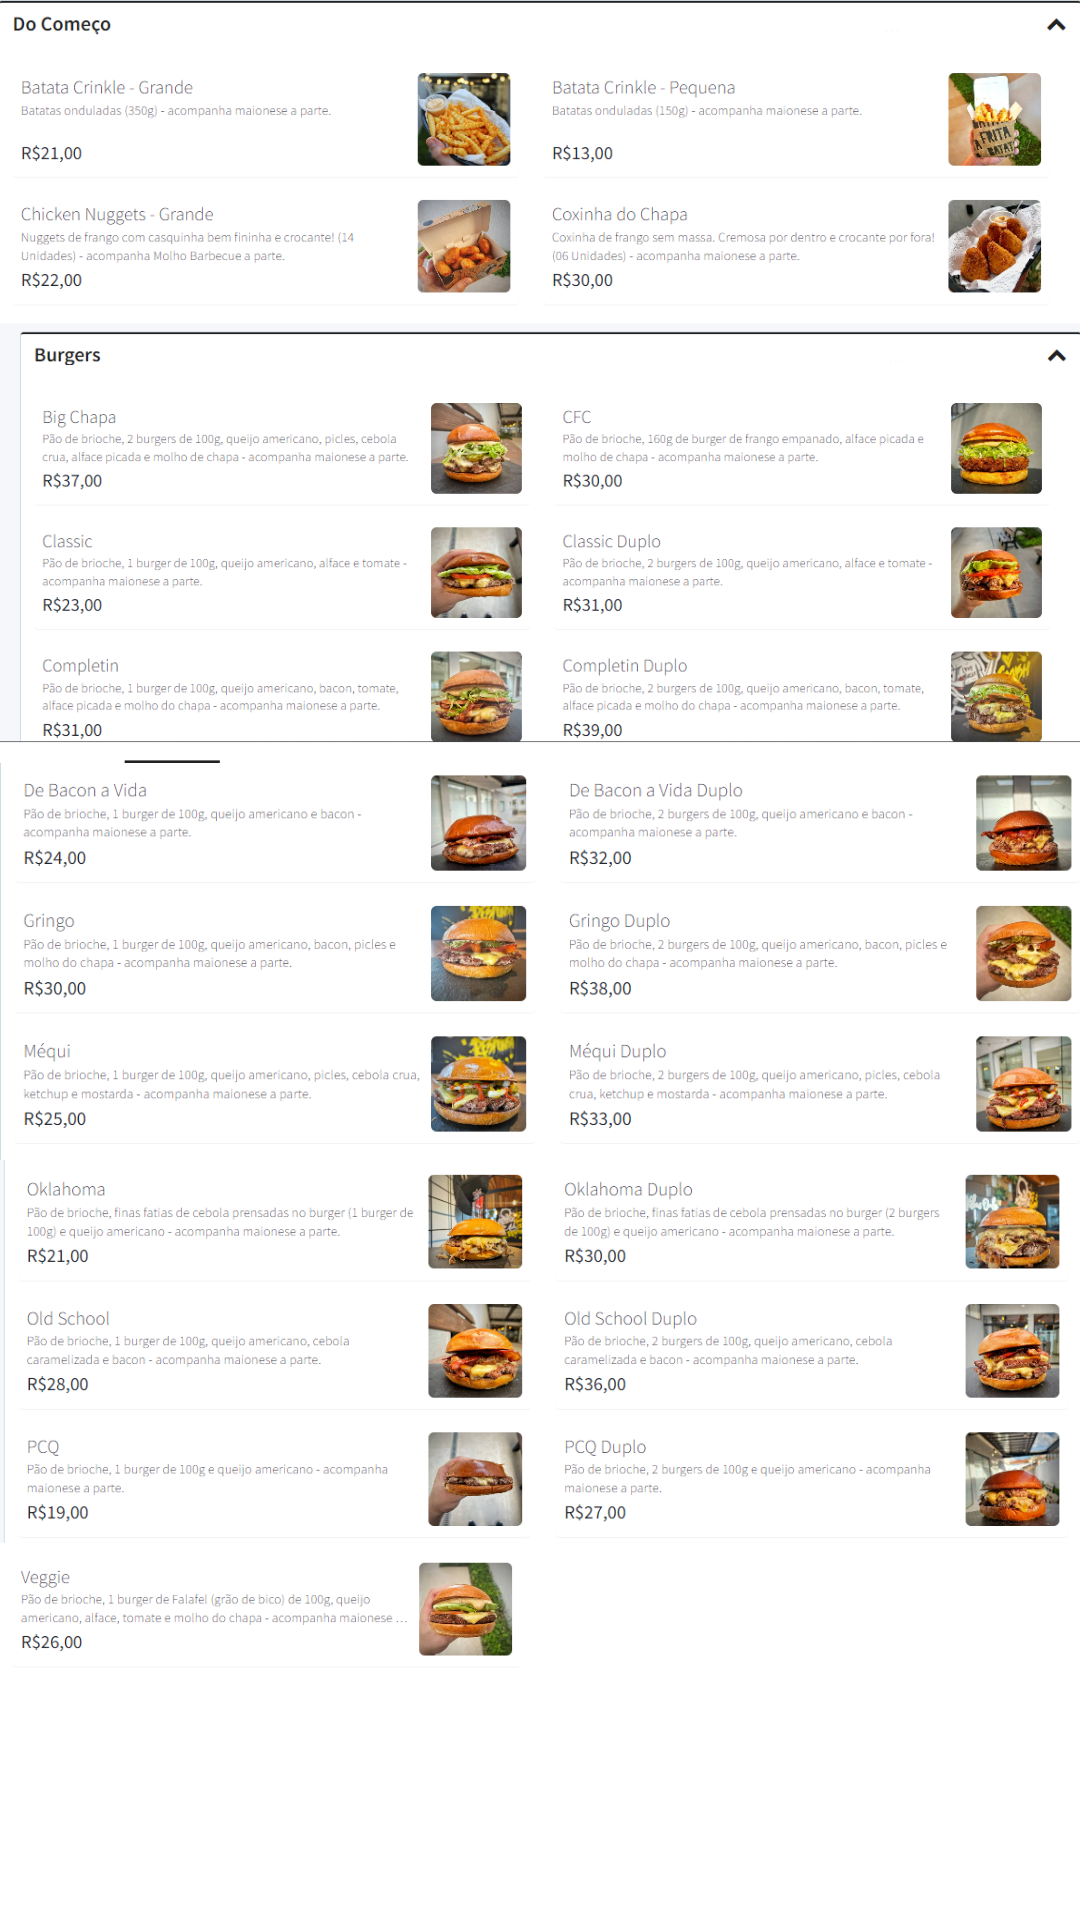 Do Começo
Batata Crinkle - Grande
Batatas onduladas (350g) - acompanha maionese a parte.
R$21,00
Batata Crinkle - Pequena
Batatas onduladas (150g) - acompanha maionese a parte.
R$13,00
Chicken Nuggets - Grande
Nuggets de frango com casquinha bem fininha e crocante! (14
Unidades) - acompanha Molho Barbecue a parte.
R$22,00
Coxinha do Chapa
Coxinha de frango sem massa. Cremosa por dentro e crocante por fora!
(06 Unidades) - acompanha maionese a parte.
R$30,00
Burgers
Big Chapa
Pão de brioche, 2 burgers de 100g, queijo americano, picles, cebola
crua, alface picada e molho de chapa - acompanha maionese a parte.
R$37,00
CFC
Pão de brioche, 160g de burger de frango empanado, alface picada e
molho de chapa - acompanha maionese a parte.
R$30,00
Classic
Pão de brioche, 1 burger de 100g, queijo americano, alface e tomate -
acompanha maionese a parte.
R$23,00
Classic Duplo
Pão de brioche, 2 burgers de 100g, queijo americano, alface e tomate -
acompanha maionese a parte.
R$31,00
Completin
Pão de brioche, 1 burger de 100g, queijo americano, bacon, tomate,
alface picada e molho do chapa - acompanha maionese a parte.
R$31,00
Completin Duplo
Pão de brioche, 2 burgers de 100g, queijo americano, bacon, tomate,
alface picada e molho do chapa - acompanha maionese a parte.
R$39,00
De Bacon a Vida
Pão de brioche, 1 burger de 100g, queijo americano e bacon -
acompanha maionese a parte.
R$24,00
De Bacon a Vida Duplo
Pão de brioche, 2 burgers de 100g, queijo americano e bacon -
acompanha maionese a parte.
R$32,00
Gringo
Pão de brioche, 1 burger de 100g, queijo americano, bacon, picles e
molho do chapa - acompanha maionese a parte.
R$30,00
Gringo Duplo
Pão de brioche, 2 burgers de 100g, queijo americano, bacon, picles e
molho do chapa - acompanha maionese a parte.
R$38,00
Méqui
Pão de brioche, 1 burger de 100g, queijo americano, picles, cebola crua,
ketchup e mostarda - acompanha maionese a parte.
R$25,00
Méqui Duplo
Pão de brioche, 2 burgers de 100g, queijo americano, picles, cebola
crua, ketchup e mostarda - acompanha maionese a parte.
R$33,00
Oklahoma
Pão de brioche, finas fatias de cebola prensadas no burger (1 burger de
100g) e queijo americano - acompanha maionese a parte.
R$21,00
Oklahoma Duplo
Pão de brioche, finas fatias de cebola prensadas no burger (2 burgers
de 100g) e queijo americano - acompanha maionese a parte.
R$30,00
Old School
Pão de brioche, 1 burger de 100g, queijo americano, cebola
caramelizada e bacon - acompanha maionese a parte.
R$28,00
Old School Duplo
Pão de brioche, 2 burgers de 100g, queijo americano, cebola
caramelizada e bacon - acompanha maionese a parte.
R$36,00
PCQ
Pão de brioche, 1 burger de 100g e queijo americano - acompanha
maionese a parte.
R$19,00
PCQ Duplo
Pão de brioche, 2 burgers de 100g e queijo americano - acompanha
maionese a parte.
R$27,00
Veggie
Pão de brioche, 1 burger de Falafel (grão de bico) de 100g, queijo
americano, alface, tomate e molho do chapa - acompanha maionese ...
R$26,00